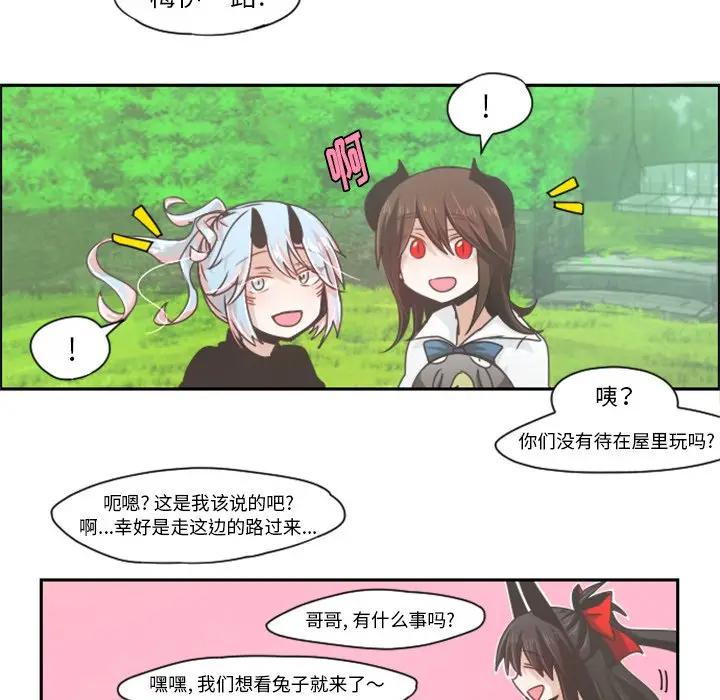 ！
啊
！
咦?
你们没有待在屋里玩吗?
呃嗯? 这是我该说的吧?
啊...幸好是走这边的路过来...
哥哥, 有什么事吗?
嘿嘿, 我们想看兔子就来了～